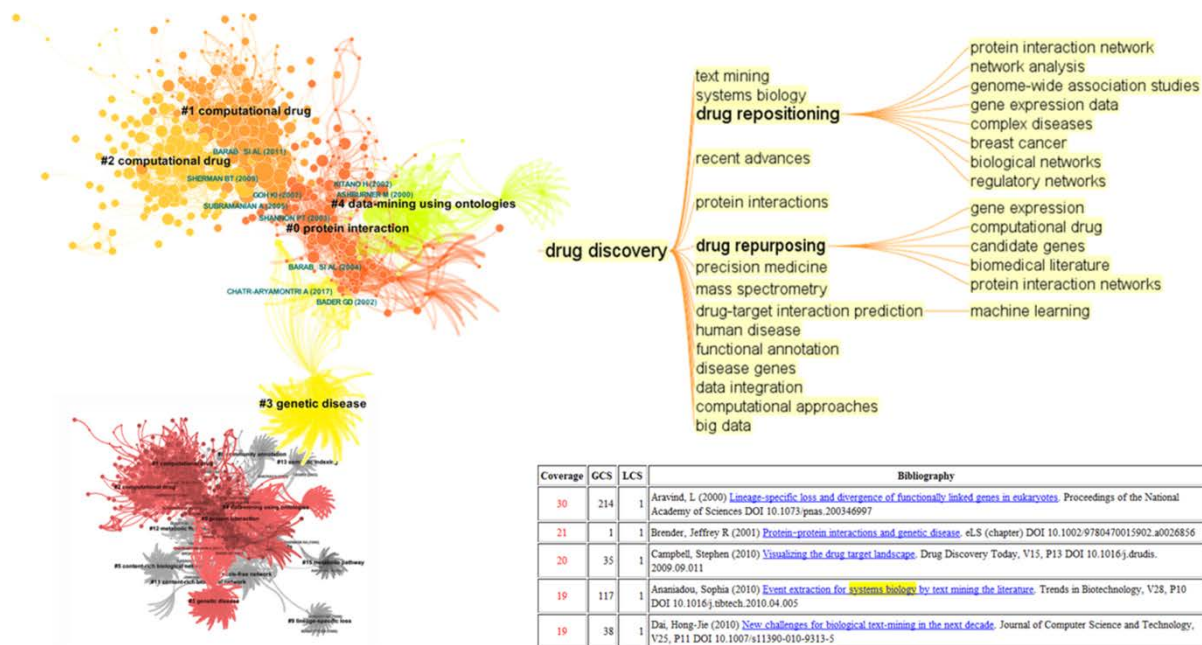 #1 computational drug
BARAB SI AL (2011)
#2 computational drug
SHERMAN BT (2009)
KITANO H (2002)
GOH KI (2007)
ASHBURNER M (2000)
SUBRAMANIAN A (2005)
#4 data-mining using ontologies
SHANNON PT (2003)
#0 protein interaction
BARAB SI AL (2004)
CHATR-ARYAMONTRI A (2017)
BADER GD (2002)
#3 genetic disease
drug discovery
text mining
systems biology
drug repositioning
recent advances
protein interactions
drug repurposing
precision medicine
mass spectrometry
drug-target interaction prediction
human disease
functional annotation
disease genes
data integration
computational approaches
big data
protein interaction network
network analysis
genome-wide association studies
gene expression data
complex diseases
breast cancer
biological networks
regulatory networks
gene expression
computational drug
candidate genes
biomedical literature
protein interaction networks
machine learning
#1 computational drug
#2 computational drug
#4 data-mining using ontologies
#0 protein interaction
#15 metabolic pathway
#3 genetic disease
Coverage GCS LCS Bibliography
30 214 1 Aravind, L (2000) Lineage-specific loss and divergence of functionally linked genes in eukaryotes. Proceedings of the National
Academy of Sciences DOI 10.1073/pnas.200346997
21 1 1 Brender, Jeffrey R (2001) Protein-protein interactions and genetic disease. eLS (chapter) DOI 10.1002/9780470015902.a0026856
20 35 1 Campbell, Stephen (2010) Visualizing the drug target landscape. Drug Discovery Today, V15, P13 DOI 10.1016/j.drudis.
2009.09.011
19 117 1 Ananiadou, Sophia (2010) Event extraction for systems biology by text mining the literature. Trends in Biotechnology, V28, P10
DOI 10.1016/j.tibtech.2010.04.005
19 38 1 Dai, Hong-Jie (2010) New challenges for biological text-mining in the next decade. Journal of Computer Science and Technology,
V25, P11 DOI 10.1007/s11390-010-9313-5